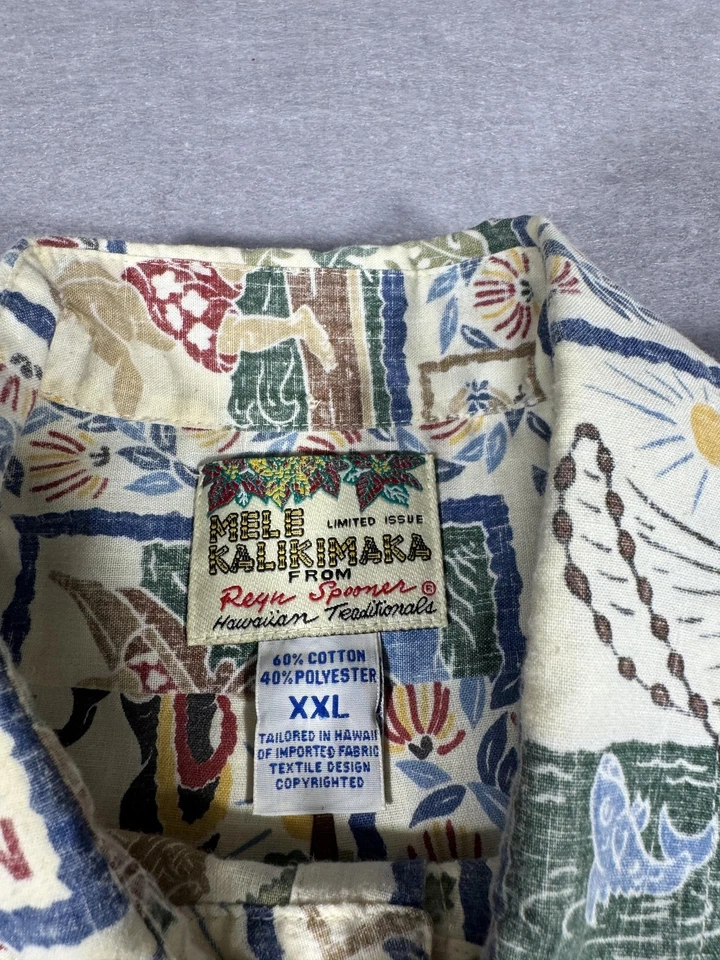 MELE LIMITED ISSUE
KALIKIMAKA
FROM
Reyn Spooner®
Hawaiian Traditionals
60% COTTON
40% POLYESTER
XXL
TAILORED IN HAWAII
OF IMPORTED FABRIC
TEXTILE DESIGN
COPYRIGHTED